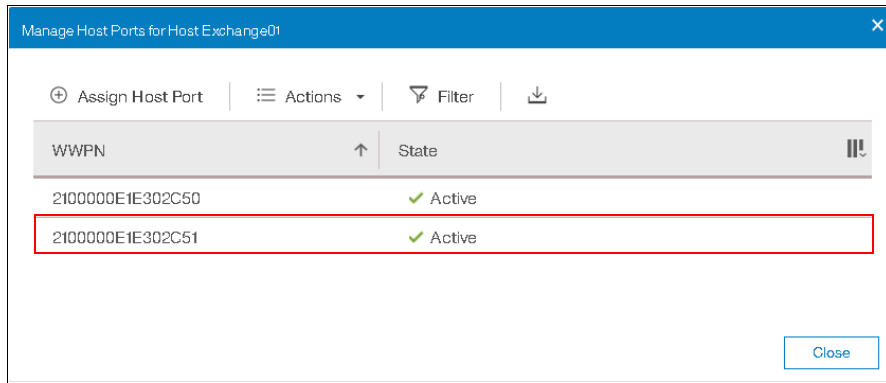 Manage Host Ports for Host Exchange01
Assign Host Port Actions Filter
WWPN State
2100000E1E302C50 Active
2100000E1E302C51 Active
Close